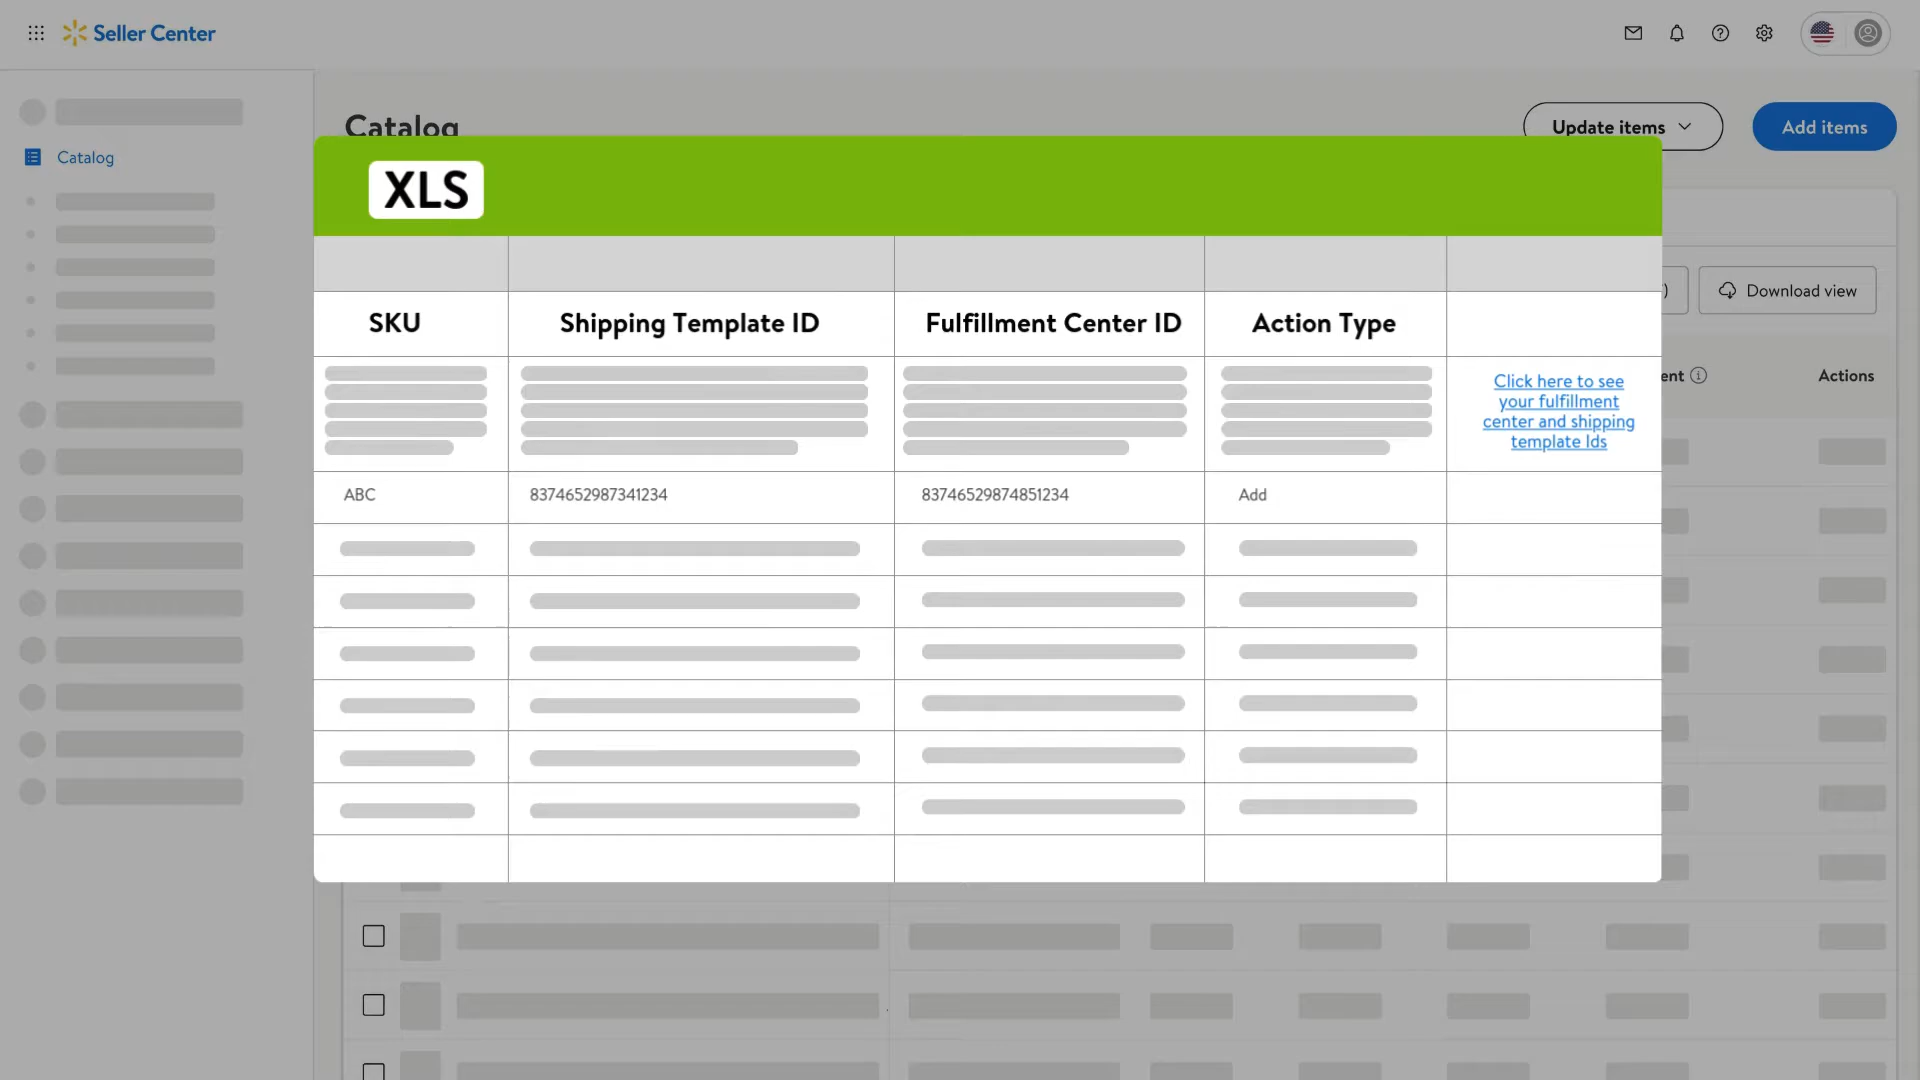 Seller Center
Catalog
Catalog
Update items
Add items
XLS
)
Download view
SKU
Shipping Template ID
Fulfillment Center ID
Action Type
ent
Actions
Click here to see
your fulfillment
center and shipping
template Ids
ABC
8374652987341234
83746529874851234
Add